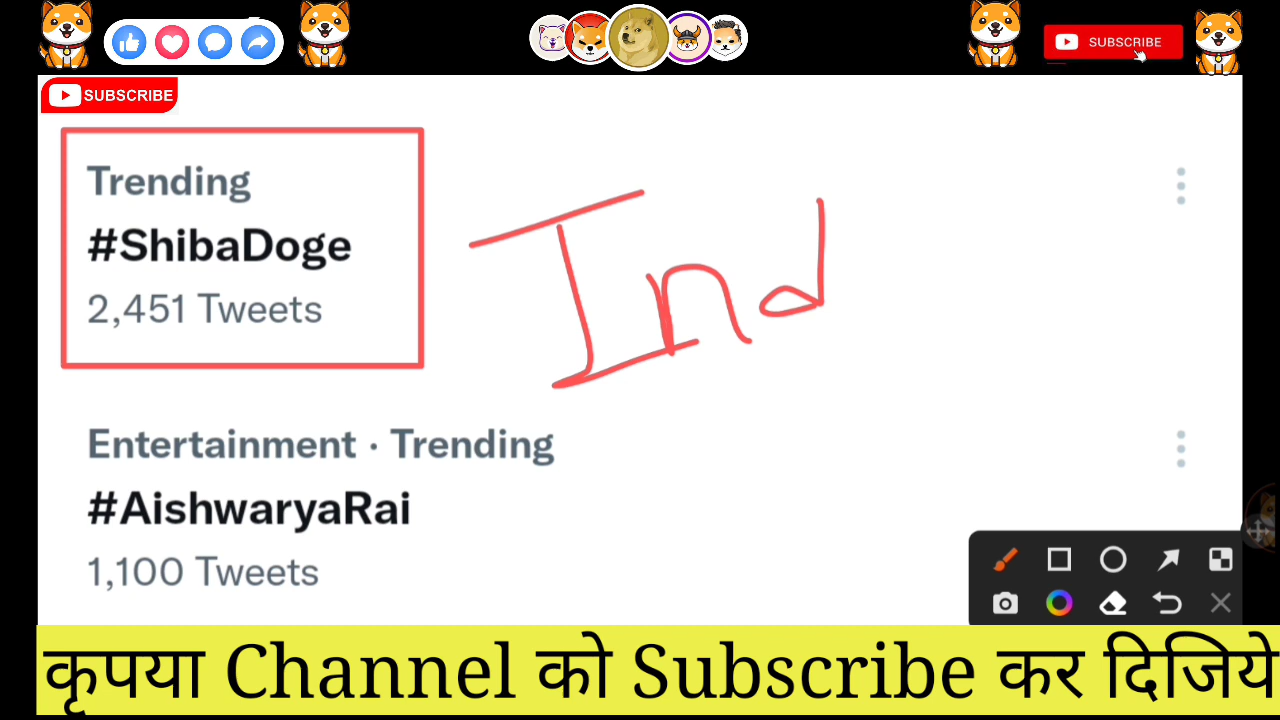 SUBSCRIBE
SUBSCRIBE
Trending
#ShibaDoge
2,451 Tweets
Ind
Entertainment · Trending
#AishwaryaRai
1,100 Tweets
कृपया Channel को Subscribe कर दिजिये